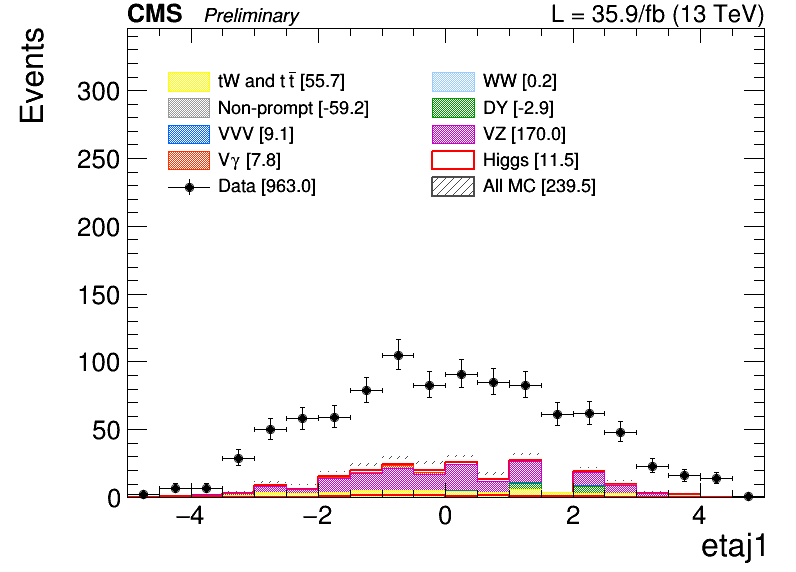 CMS Preliminary L = 35.9/fb (13 TeV)
Events
tW and t t̅ [55.7] WW [0.2]
Non-prompt [-59.2] DY [-2.9]
VVV [9.1] VZ [170.0]
Vγ [7.8] Higgs [11.5]
Data [963.0] All MC [239.5]
300
250
200
150
100
50
0
−4 −2 0 2 4
etaj1